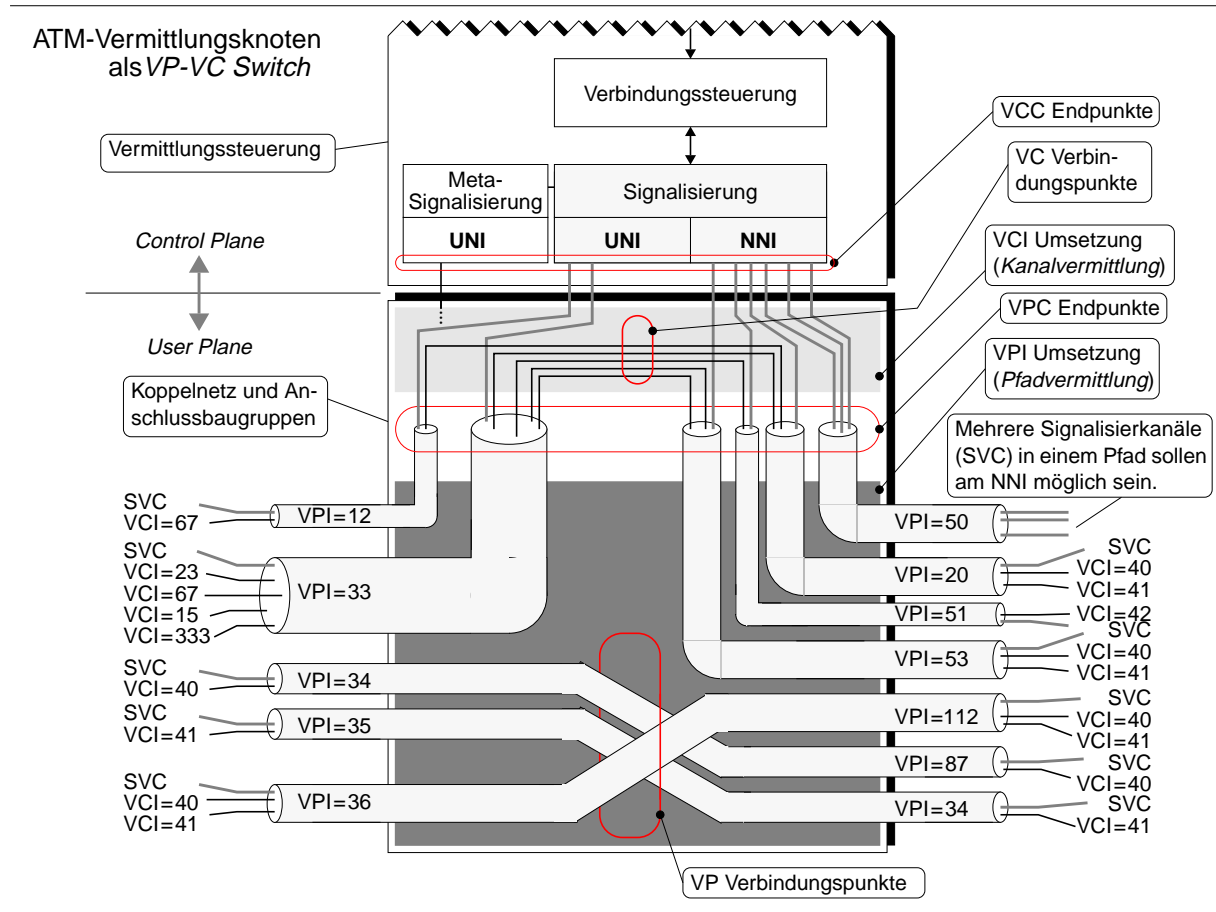 ATM-Vermittlungsknoten
als VP-VC Switch
Verbindungssteuerung
VCC Endpunkte
Vermittlungssteuerung
VC Verbin-
dungspunkte
Meta-
Signalisierung
Signalisierung
UNI
UNI
NNI
Control Plane
VCI Umsetzung
(Kanalvermittlung)
VPC Endpunkte
User Plane
VPI Umsetzung
(Pfadvermittlung)
Koppelnetz und An-
schlussbaugruppen
Mehrere Signalisierkanäle
(SVC) in einem Pfad sollen
am NNI möglich sein.
SVC
VCI=67
VPI=12
VPI=50
SVC
VCI=23
VCI=67
VCI=15
VCI=333
VPI=33
VPI=20
SVC
VCI=40
VCI=41
VPI=51
VCI=42
SVC
VPI=53
VCI=40
VCI=41
SVC
VCI=40
VPI=34
VPI=112
SVC
VCI=40
VCI=41
SVC
VCI=41
VPI=35
VPI=87
SVC
VCI=40
SVC
VCI=40
VCI=41
VPI=36
VPI=34
SVC
VCI=41
VP Verbindungspunkte